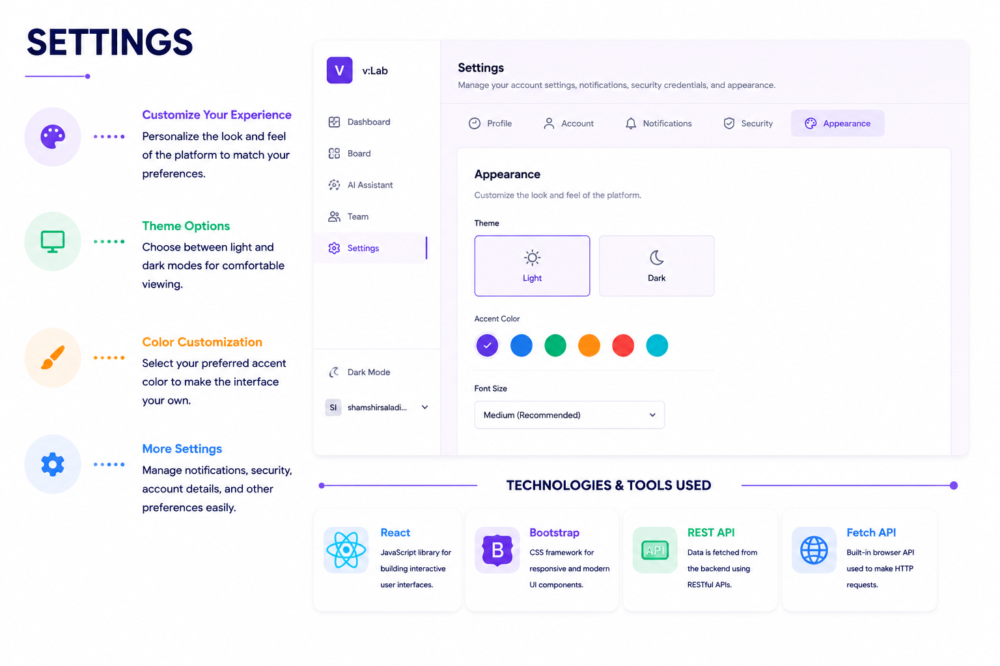 SETTINGS
Customize Your Experience
Personalize the look and feel
of the platform to match your
preferences.
Theme Options
Choose between light and
dark modes for comfortable
viewing.
Color Customization
Select your preferred accent
color to make the interface
your own.
More Settings
Manage notifications, security,
account details, and other
preferences easily.
V
v:Lab
Dashboard
Board
AI Assistant
Team
Settings
Dark Mode
SI
shamshirsaladi...
Settings
Manage your account settings, notifications, security credentials, and appearance.
Profile
Account
Notifications
Security
Appearance
Appearance
Customize the look and feel of the platform.
Theme
Light
Dark
Accent Color
Font Size
Medium (Recommended)
TECHNOLOGIES & TOOLS USED
React
JavaScript library for
building interactive
user interfaces.
B
Bootstrap
CSS framework for
responsive and modern
UI components.
API
REST API
Data is fetched from
the backend using
RESTful APIs.
Fetch API
Built-in browser API
used to make HTTP
requests.